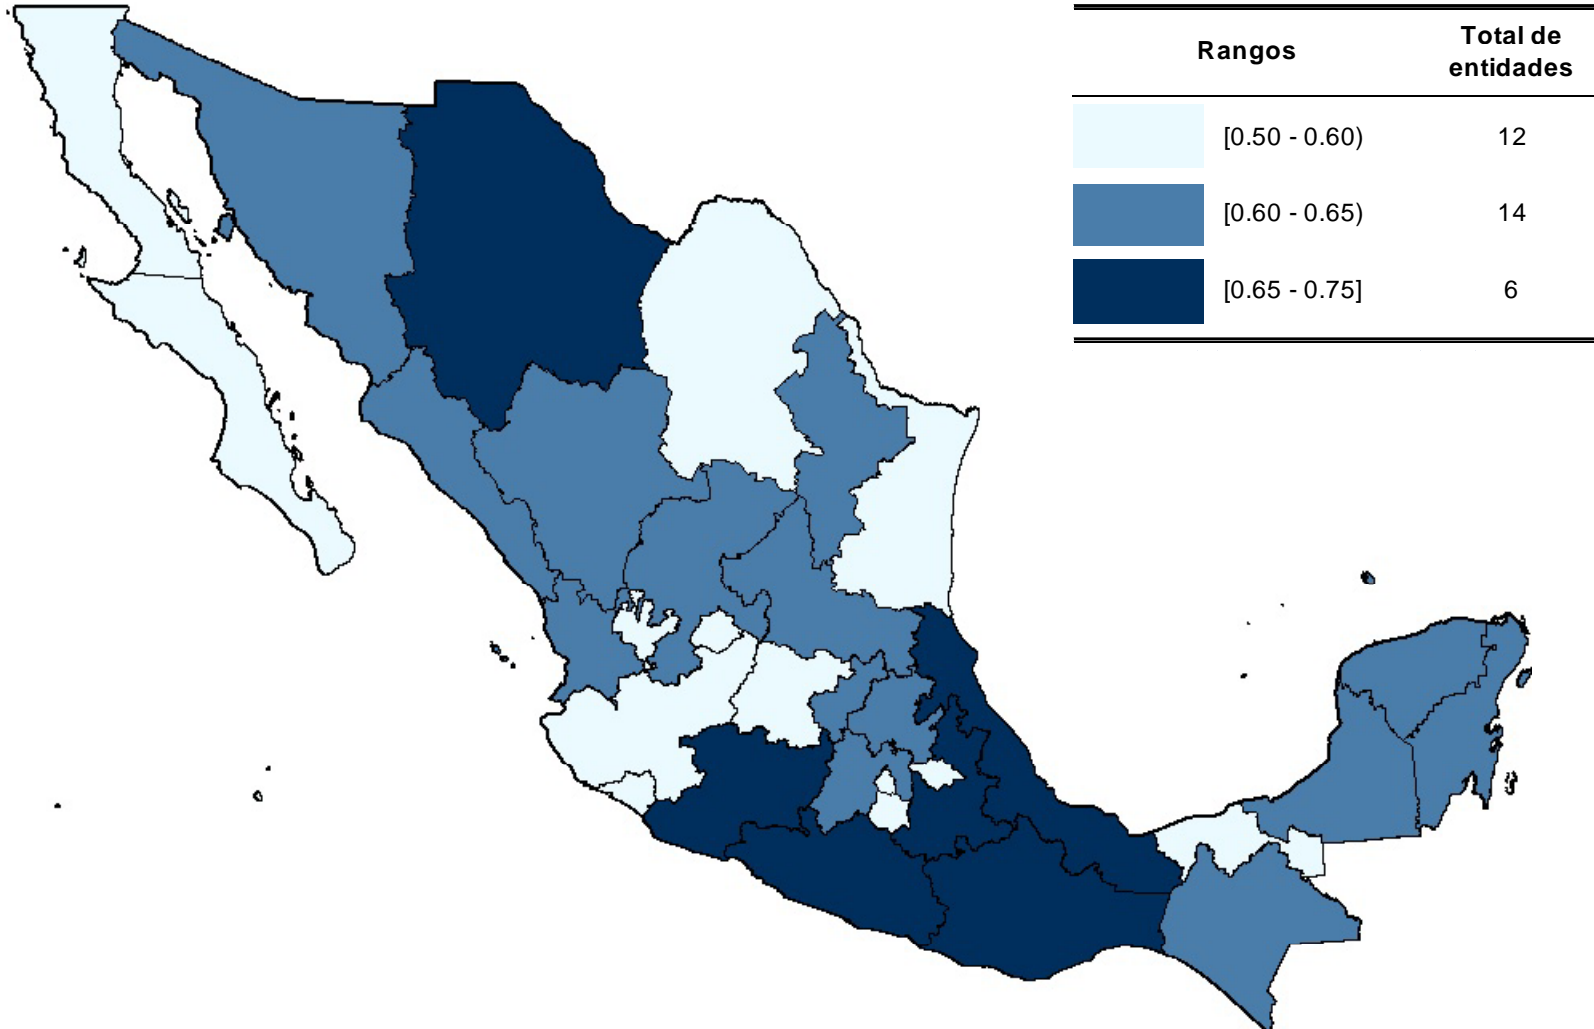 Rangos
Total de
entidades
[0.50 - 0.60)
12
[0.60 - 0.65)
14
[0.65 - 0.75]
6